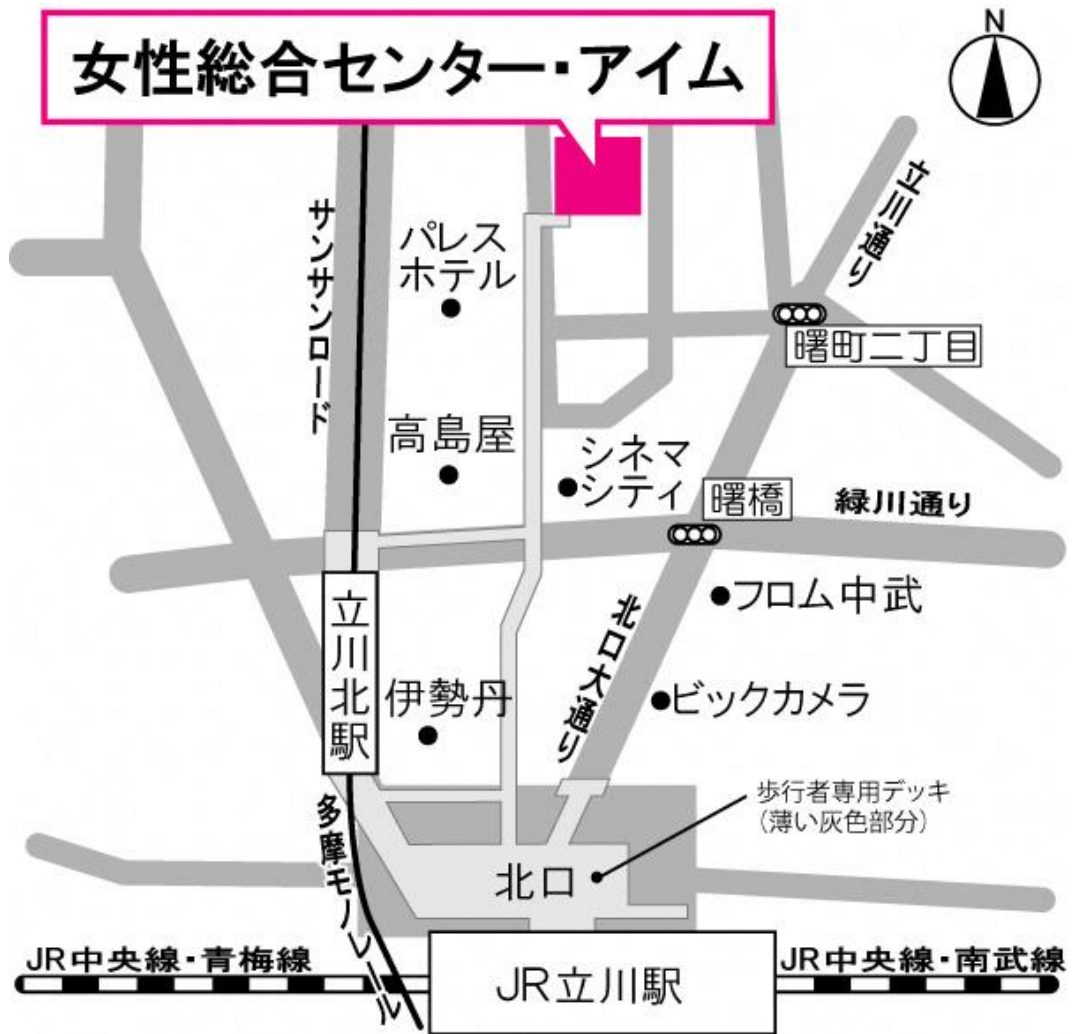 女性総合センター・アイム
N
立川通り
サンサンロード
パレス
ホテル
曙町二丁目
高島屋
シネマ
シティ
曙橋
緑川通り
フロム中武
立川北駅
北口大通り
伊勢丹
ビックカメラ
歩行者専用デッキ
(薄い灰色部分)
多摩モノレール
北口
JR中央線・青梅線
JR立川駅
JR中央線・南武線